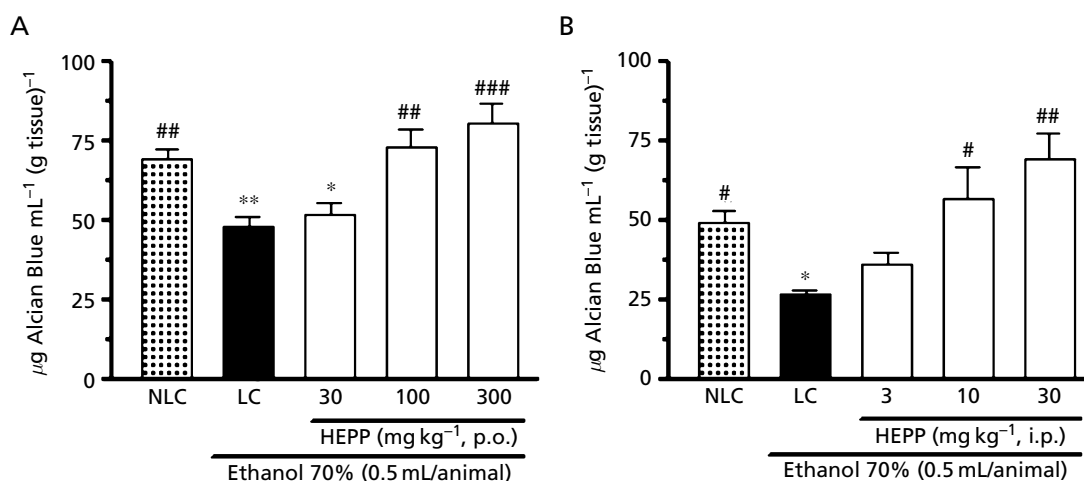 A
μg Alcian Blue mL⁻¹ (g tissue)⁻¹
100
75
50
25
0
##
**
*
##
###
NLC LC 30 100 300
HEPP (mg kg⁻¹, p.o.)
Ethanol 70% (0.5 mL/animal)
B
μg Alcian Blue mL⁻¹ (g tissue)⁻¹
100
75
50
25
0
#
*
#
##
NLC LC 3 10 30
HEPP (mg kg⁻¹, i.p.)
Ethanol 70% (0.5 mL/animal)